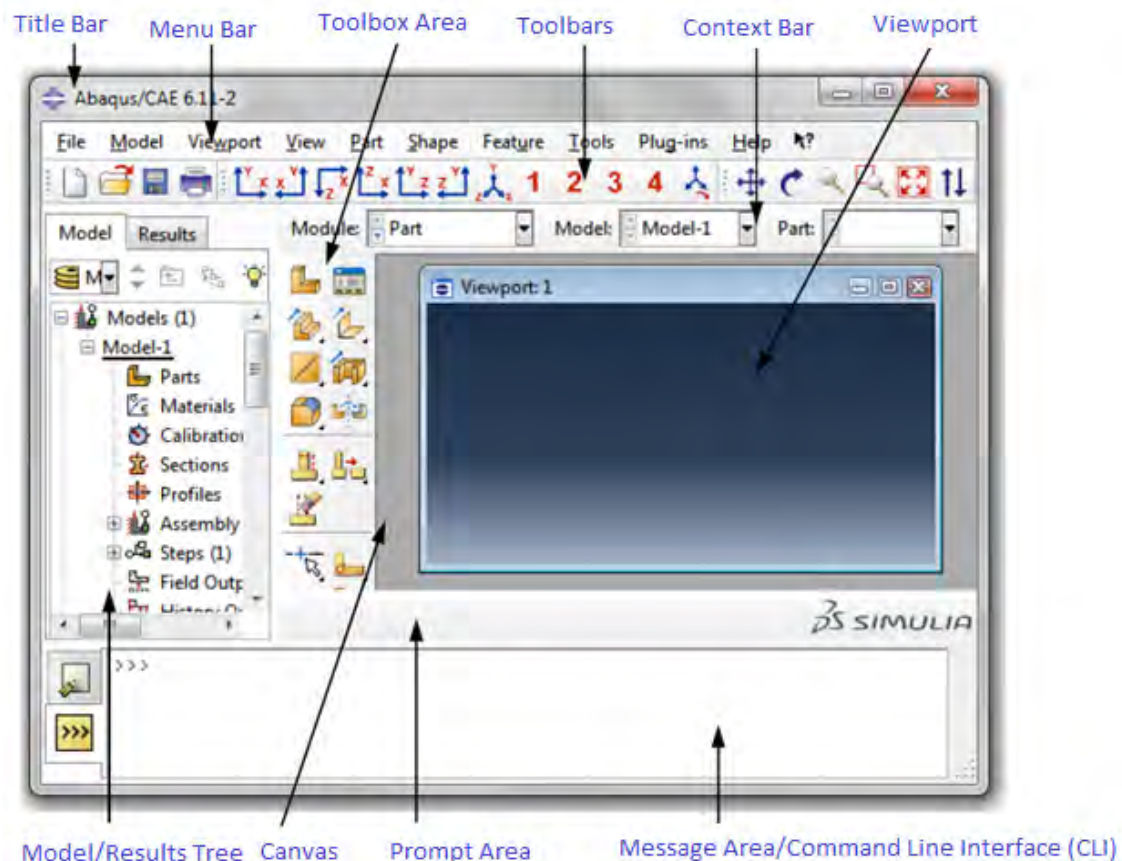 Title Bar Menu Bar Toolbox Area Toolbars Context Bar Viewport
Abaqus/CAE 6.11-2
File Model Viewport View Part Shape Feature Tools Plug-ins Help ?
1 2 3 4
Model Results Module: Part Model: Model-1 Part:
M
Viewport: 1
Models (1)
Model-1
Parts
Materials
Calibration
Sections
Profiles
Assembly
Steps (1)
Field Outp
History O
SIMULIA
>>>
>>>
Model/Results Tree Canvas Prompt Area Message Area/Command Line Interface (CLI)